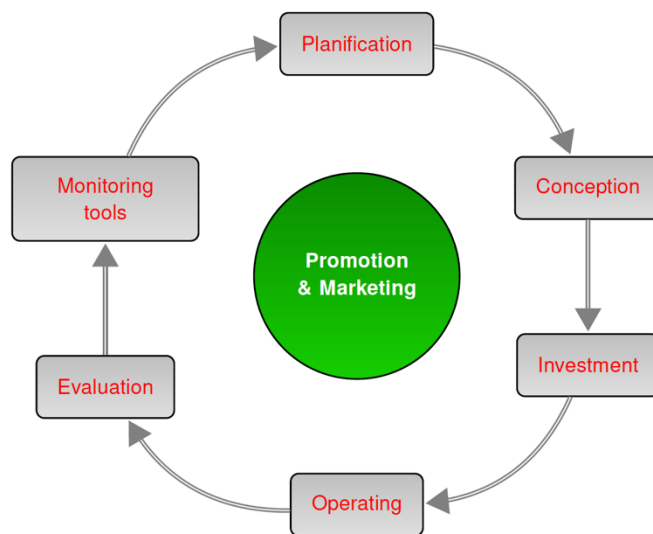 Planification
Conception
Investment
Operating
Evaluation
Monitoring
tools
Promotion
& Marketing